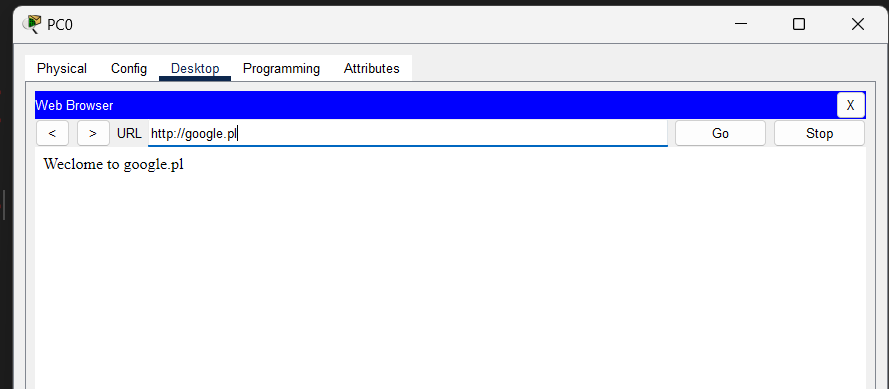 PC0
Physical Config Desktop Programming Attributes
Web Browser X
< > URL http://google.pl Go Stop
Weclome to google.pl